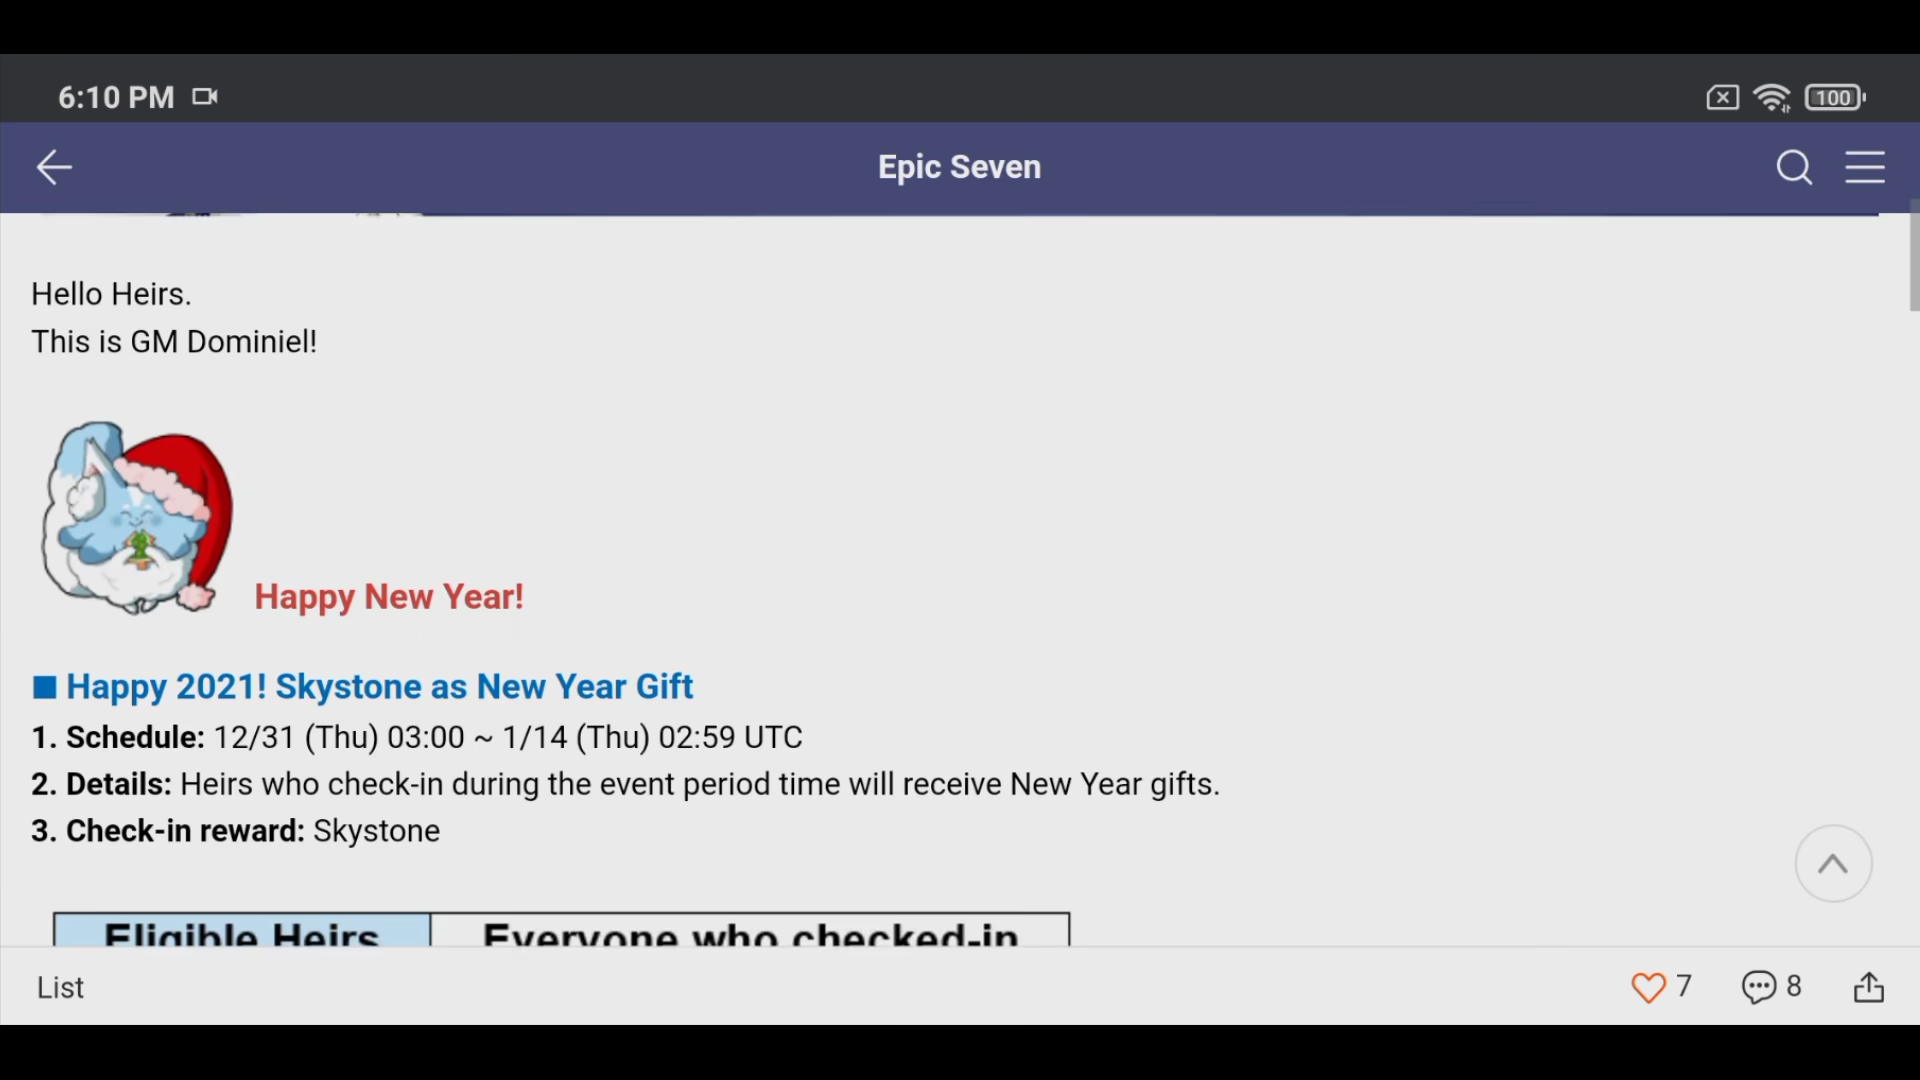 6:10 PM
100
Epic Seven
Hello Heirs.
This is GM Dominiel!
Happy New Year!
■ Happy 2021! Skystone as New Year Gift
1. Schedule: 12/31 (Thu) 03:00 ~ 1/14 (Thu) 02:59 UTC
2. Details: Heirs who check-in during the event period time will receive New Year gifts.
3. Check-in reward: Skystone
Eligible Heirs Everyone who checked-in
List 7 8